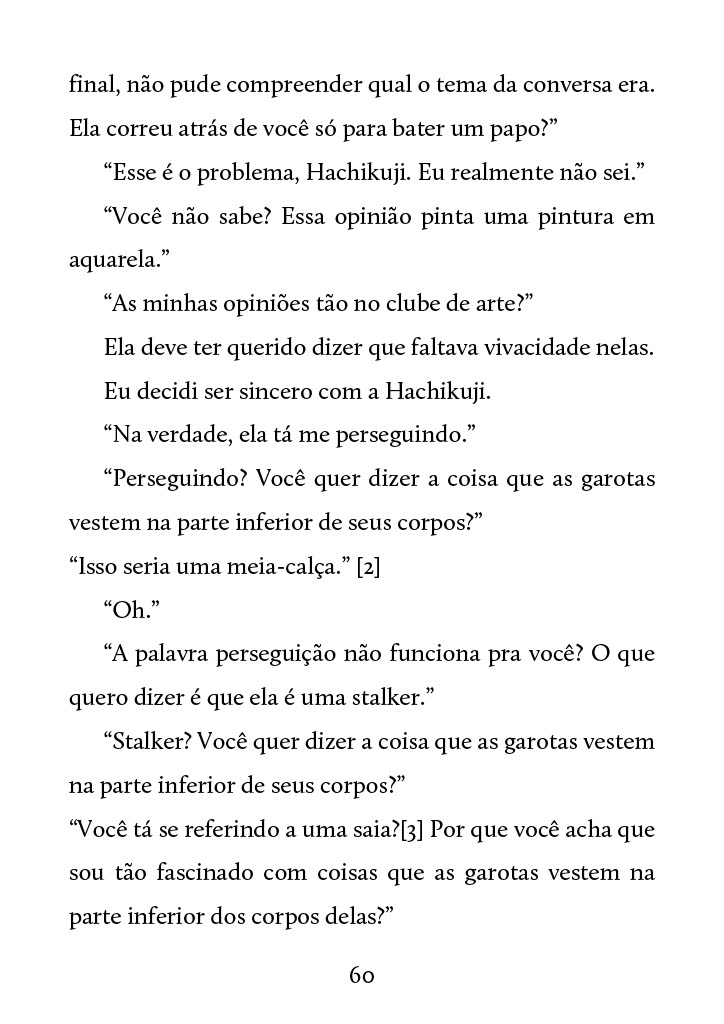 final, não pude compreender qual o tema da conversa era.
Ela correu atrás de você só para bater um papo?”
“Esse é o problema, Hachikuji. Eu realmente não sei.”
“Você não sabe? Essa opinião pinta uma pintura em
aquarela.”
“As minhas opiniões tão no clube de arte?”
Ela deve ter querido dizer que faltava vivacidade nelas.
Eu decidi ser sincero com a Hachikuji.
“Na verdade, ela tá me perseguindo.”
“Perseguindo? Você quer dizer a coisa que as garotas
vestem na parte inferior de seus corpos?”
“Isso seria uma meia-calça.” [2]
“Oh.”
“A palavra perseguição não funciona pra você? O que
quero dizer é que ela é uma stalker.”
“Stalker? Você quer dizer a coisa que as garotas vestem
na parte inferior de seus corpos?”
“Você tá se referindo a uma saia?[3] Por que você acha que
sou tão fascinado com coisas que as garotas vestem na
parte inferior dos corpos delas?”
60